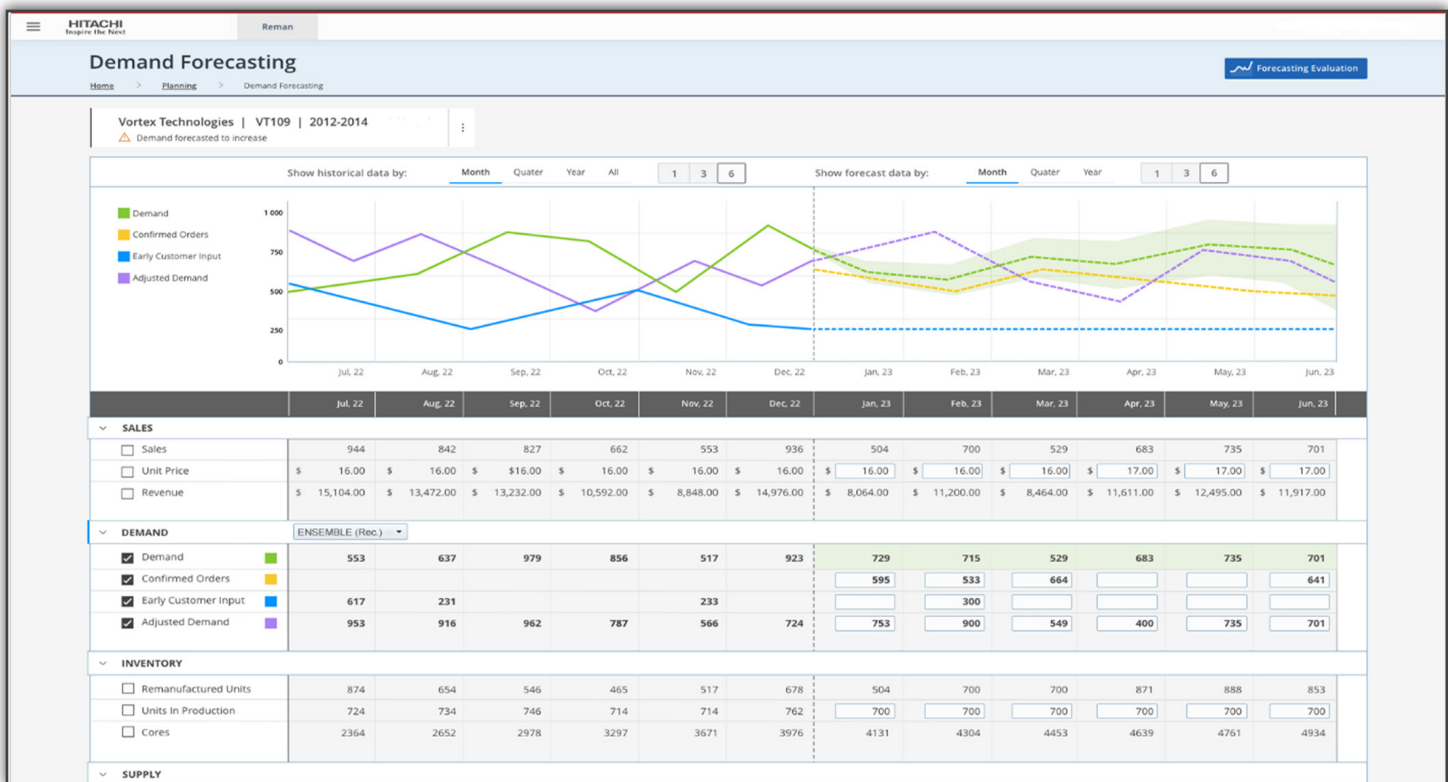 HITACHI
Inspire the Next
Reman
Demand Forecasting
Home > Planning > Demand Forecasting
Forecasting Evaluation
Vortex Technologies | VT109 | 2012-2014
Demand forecasted to increase
Show historical data by: Month Quater Year All 1 3 6 Show forecast data by: Month Quater Year 1 3 6
Demand
Confirmed Orders
Early Customer Input
Adjusted Demand
1 000
750
500
250
0
Jul, 22 Aug, 22 Sep, 22 Oct, 22 Nov, 22 Dec, 22 Jan, 23 Feb, 23 Mar, 23 Apr, 23 May, 23 Jun, 23
Jul, 22 Aug, 22 Sep, 22 Oct, 22 Nov, 22 Dec, 22 Jan, 23 Feb, 23 Mar, 23 Apr, 23 May, 23 Jun, 23
SALES
Sales 944 842 827 662 553 936 504 700 529 683 735 701
Unit Price $ 16.00 $ 16.00 $ $16.00 $ 16.00 $ 16.00 $ 16.00 $ 16.00 $ 16.00 $ 16.00 $ 17.00 $ 17.00 $ 17.00
Revenue $ 15,104.00 $ 13,472.00 $ 13,232.00 $ 10,592.00 $ 8,848.00 $ 14,976.00 $ 8,064.00 $ 11,200.00 $ 8,464.00 $ 11,611.00 $ 12,495.00 $ 11,917.00
DEMAND ENSEMBLE (Rec.)
Demand 553 637 979 856 517 923 729 715 529 683 735 701
Confirmed Orders 595 533 664 641
Early Customer Input 617 231 233 300
Adjusted Demand 953 916 962 787 566 724 753 900 549 400 735 701
INVENTORY
Remanufactured Units 874 654 546 465 517 678 504 700 700 871 888 853
Units In Production 724 734 746 714 714 762 700 700 700 700 700 700
Cores 2364 2652 2978 3297 3671 3976 4131 4304 4453 4639 4761 4934
SUPPLY